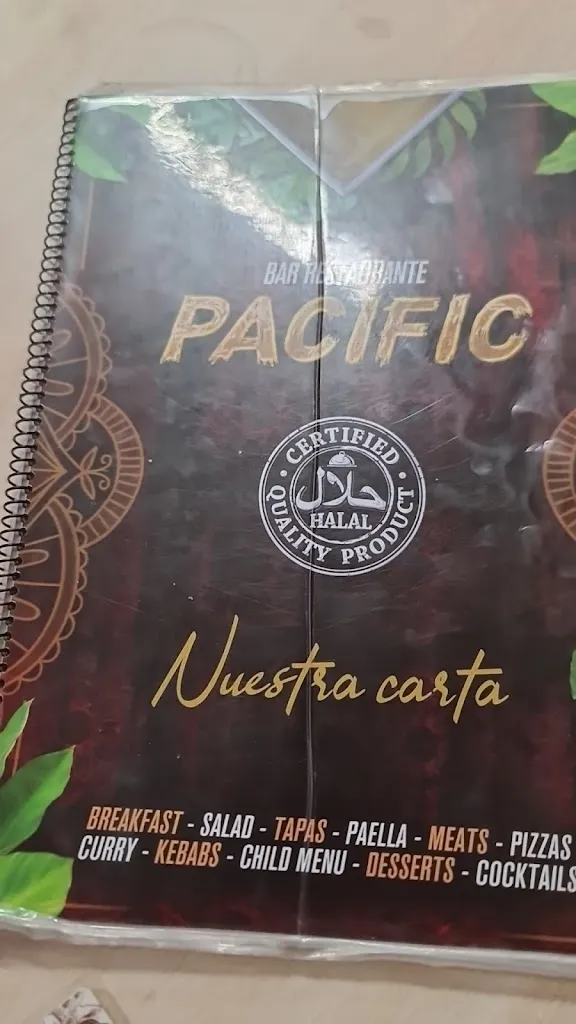 BAR RESTAURANTE
PACIFIC
CERTIFIED
حلال
HALAL
QUALITY PRODUCT
Nuestra carta
BREAKFAST - SALAD - TAPAS - PAELLA - MEATS - PIZZAS
CURRY - KEBABS - CHILD MENU - DESSERTS - COCKTAILS